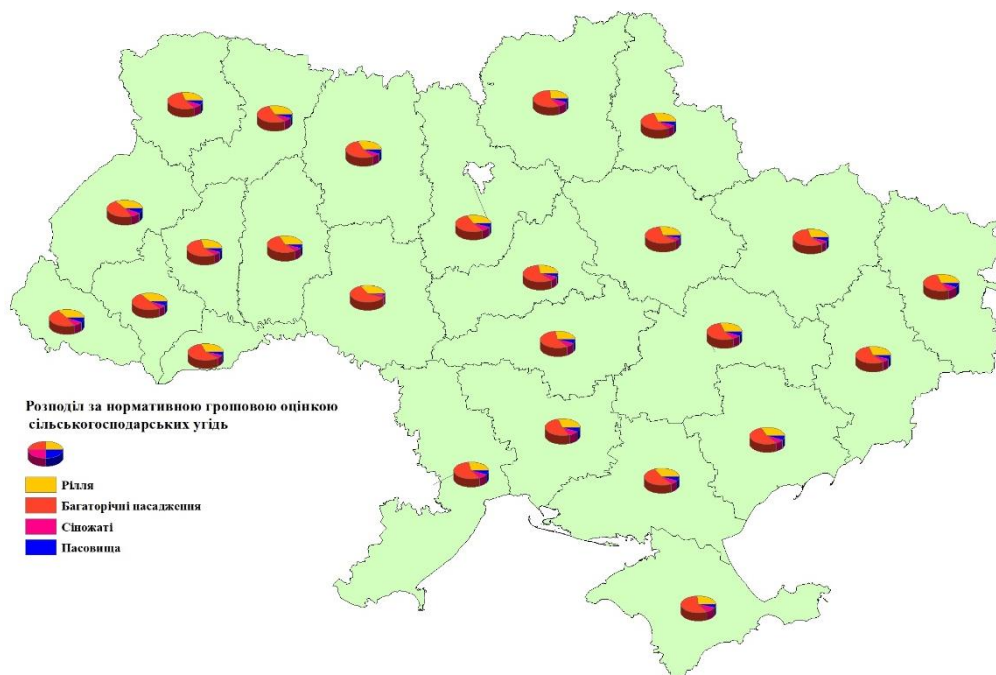 Розподіл за нормативною грошовою оцінкою
сільськогосподарських угідь
Рілля
Багаторічні насадження
Сіножаті
Пасовища